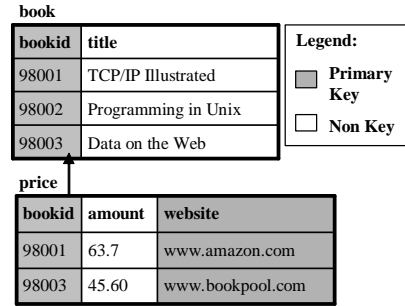 book
bookid title
98001 TCP/IP Illustrated
98002 Programming in Unix
98003 Data on the Web
Legend:
Primary
Key
Non Key
price
bookid amount website
98001 63.7 www.amazon.com
98003 45.60 www.bookpool.com